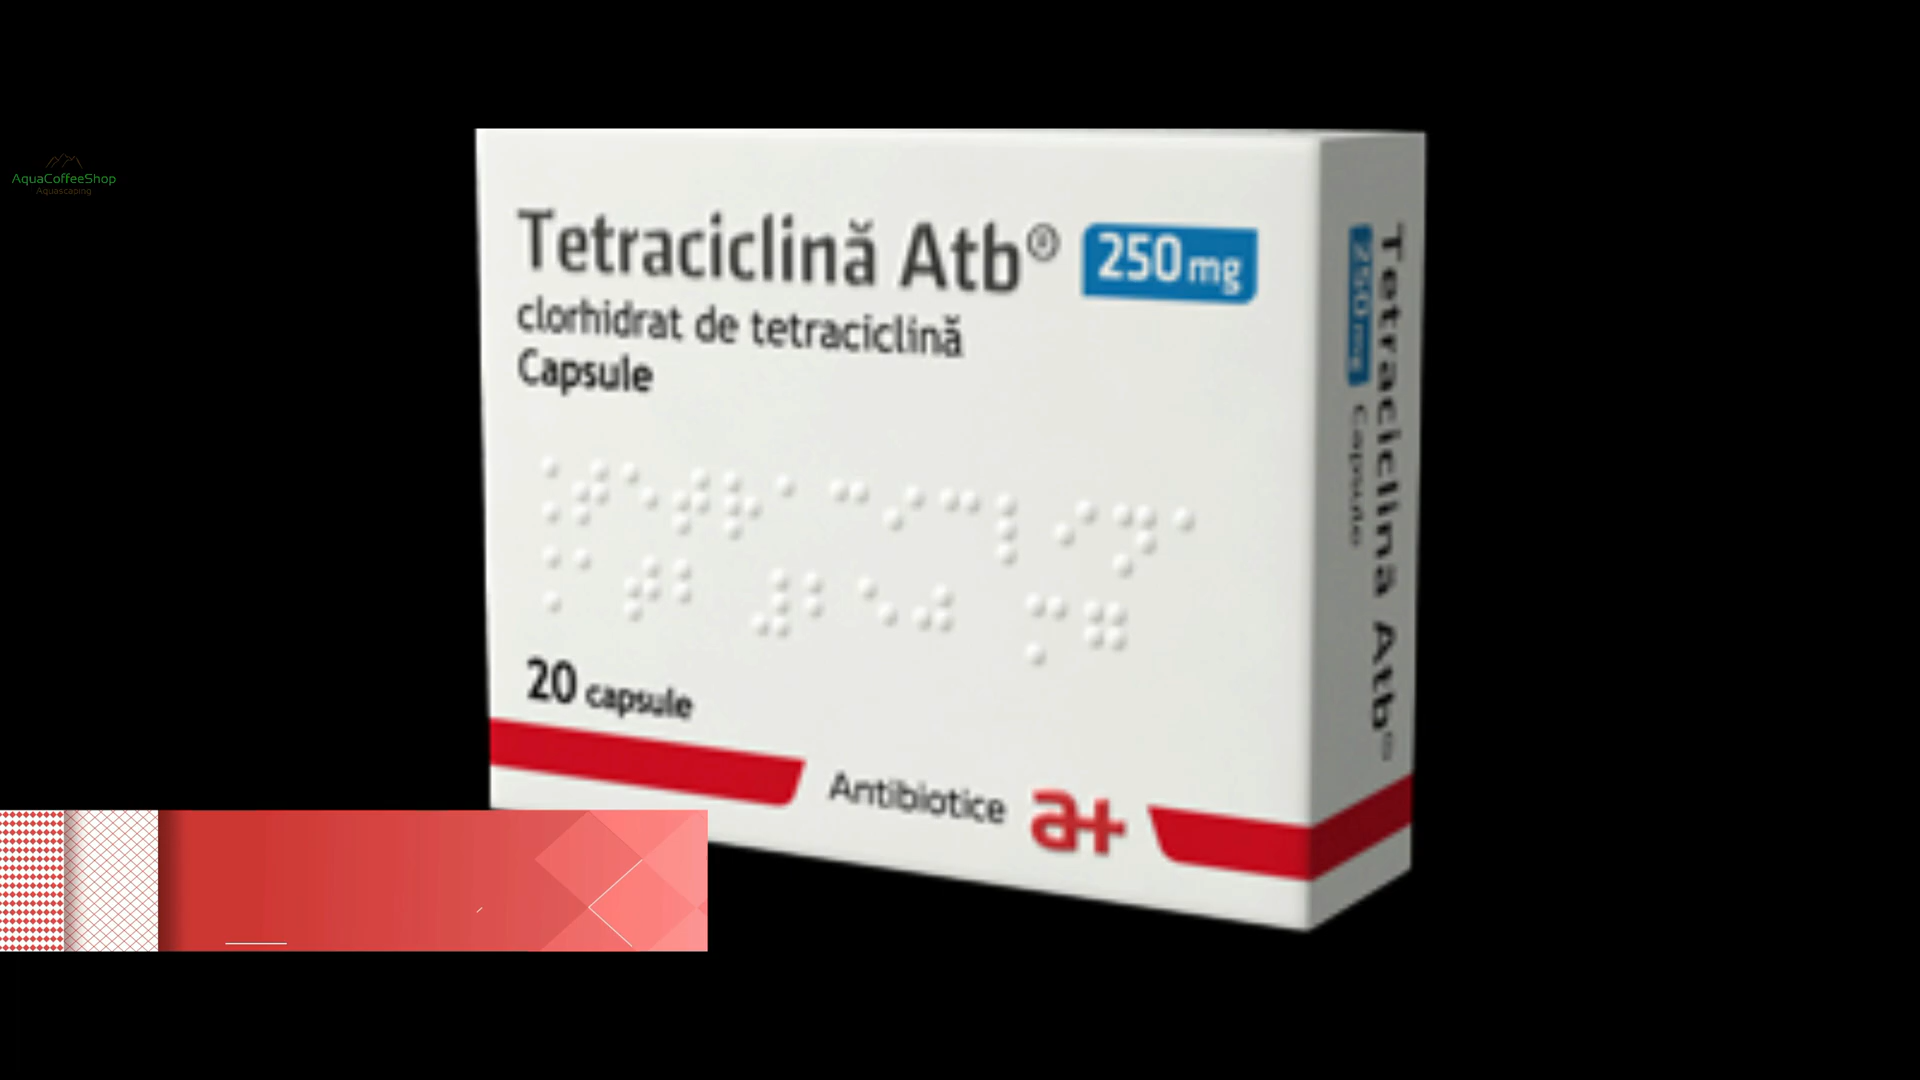 AquaCoffeeShop
Aquascaping
Tetraciclină Atb® 250 mg
clorhidrat de tetraciclină
Capsule
20 capsule
Antibiotice a+
Tetraciclină Atb®
250 mg Capsule